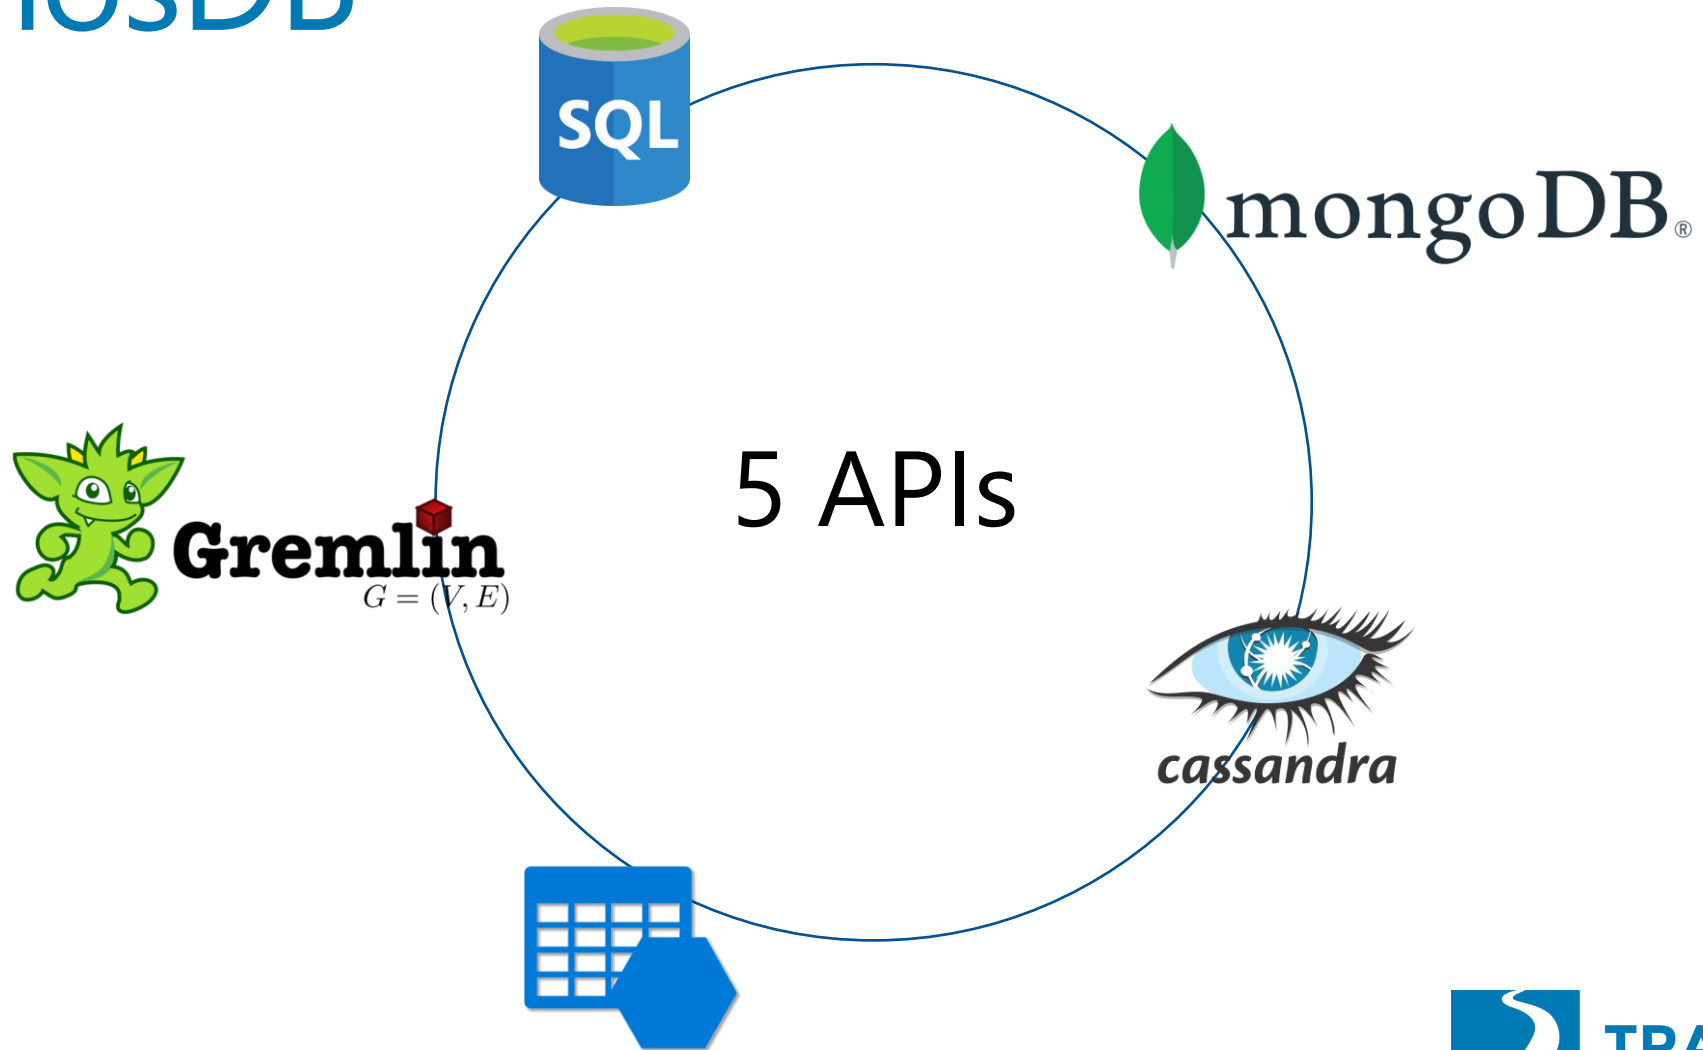 SQL
mongoDB®
5 APIs
Gremlin
G = (V, E)
cassandra